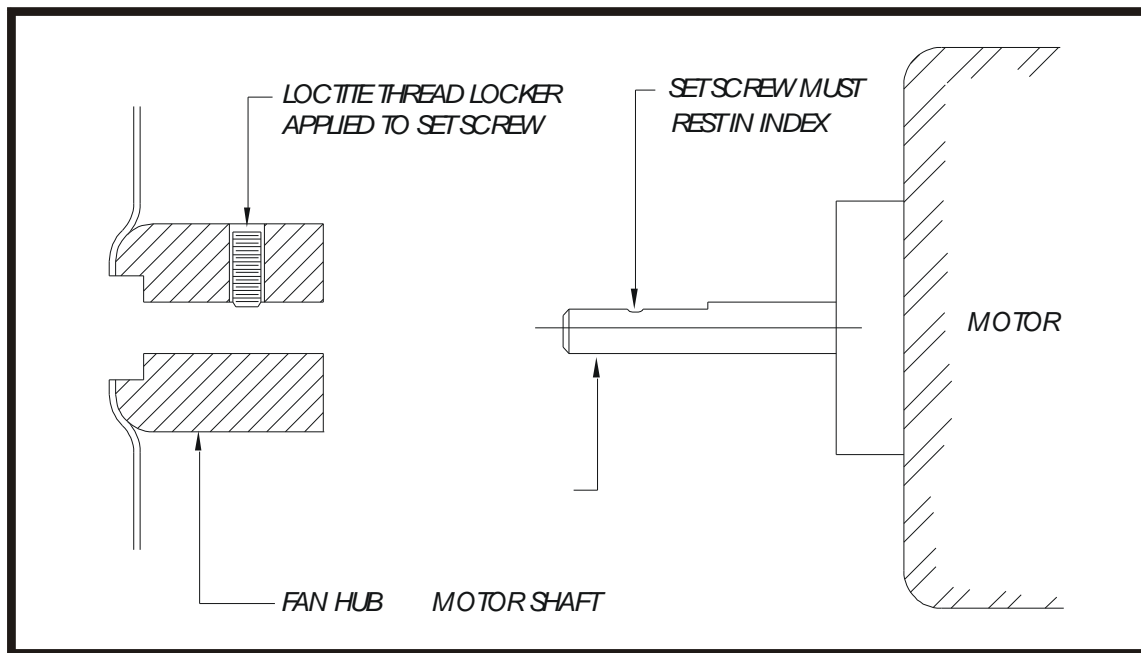 LOCTITE THREAD LOCKER
APPLIED TO SET SCREW
SET SCREW MUST
REST IN INDEX
MOTOR
FAN HUB
MOTOR SHAFT